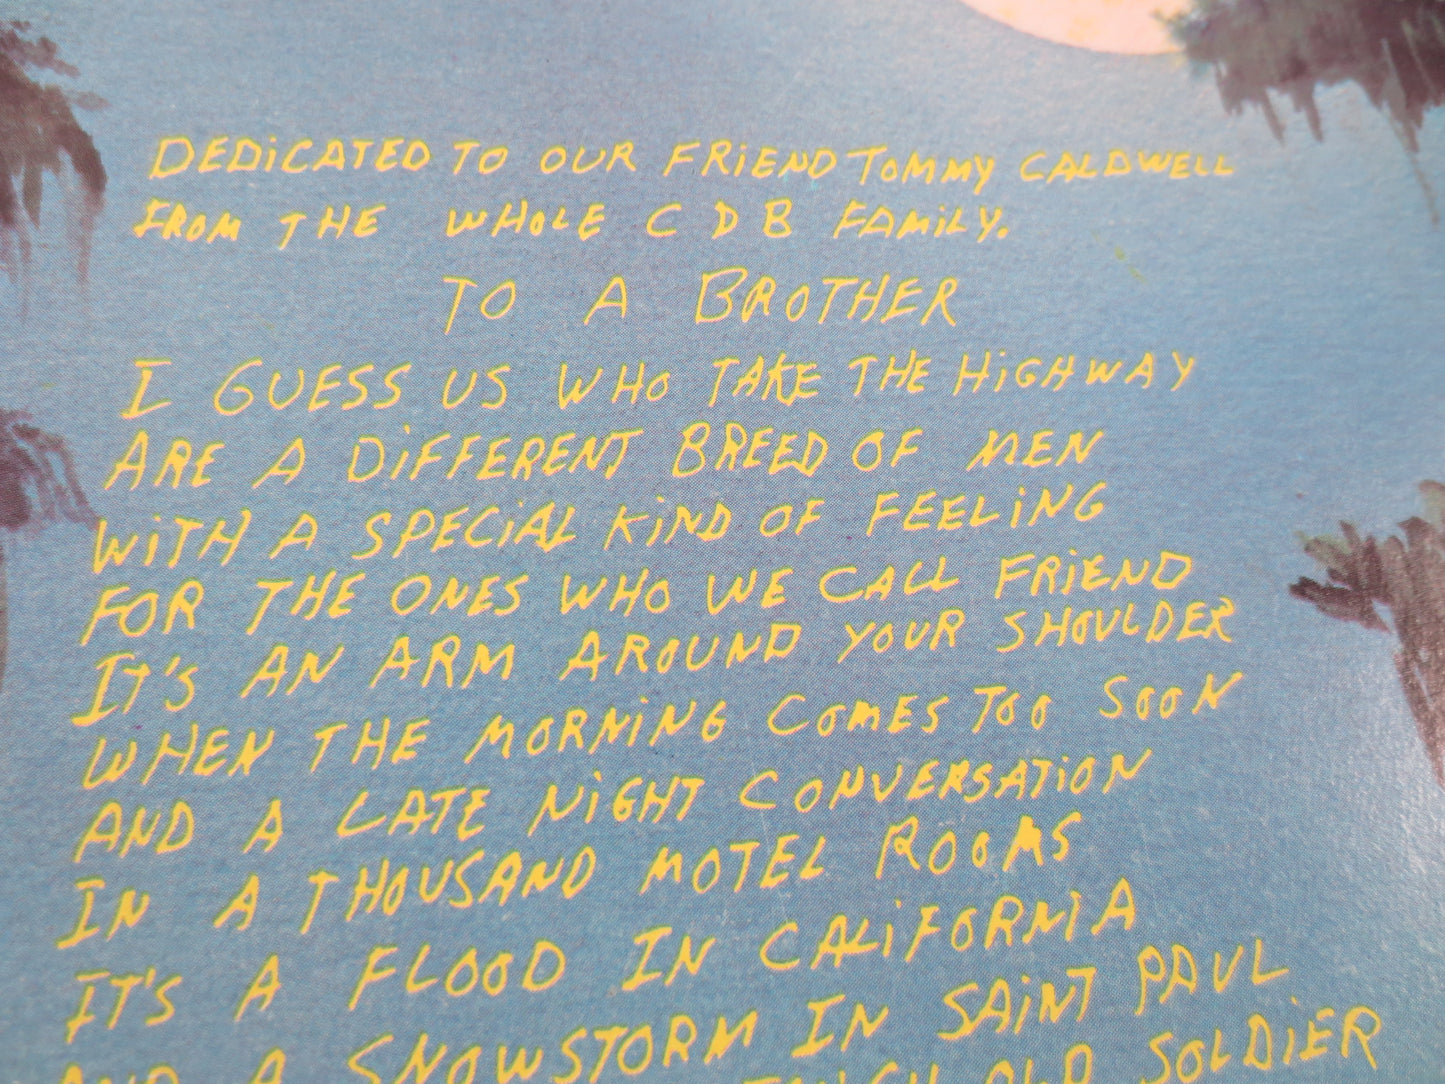 DEDiCATED TO OUR FRiEND TOMMY CALDWELL
FROM THE WHOLE C D B FAMiLY.
TO A BROTHER
I GUESS US WHO TAKE THE HiGHWAY
ARE A DiFFERENT BREED OF MEN
WiTH A SPECiAL KiND OF FEELiNG
FOR THE ONES WHO WE CALL FRiEND
IT'S AN ARM AROUND YOUR SHOULDER
WHEN THE MORNiNG COMES TOO SOON
AND A LATE NiGHT CONVERSATiON
IN A THOUSAND MOTEL ROOMS
IT'S A FLOOD IN CALiFORNIA
AND A SNOWSTORM IN SAiNT PAUL
OLD SOLDiER